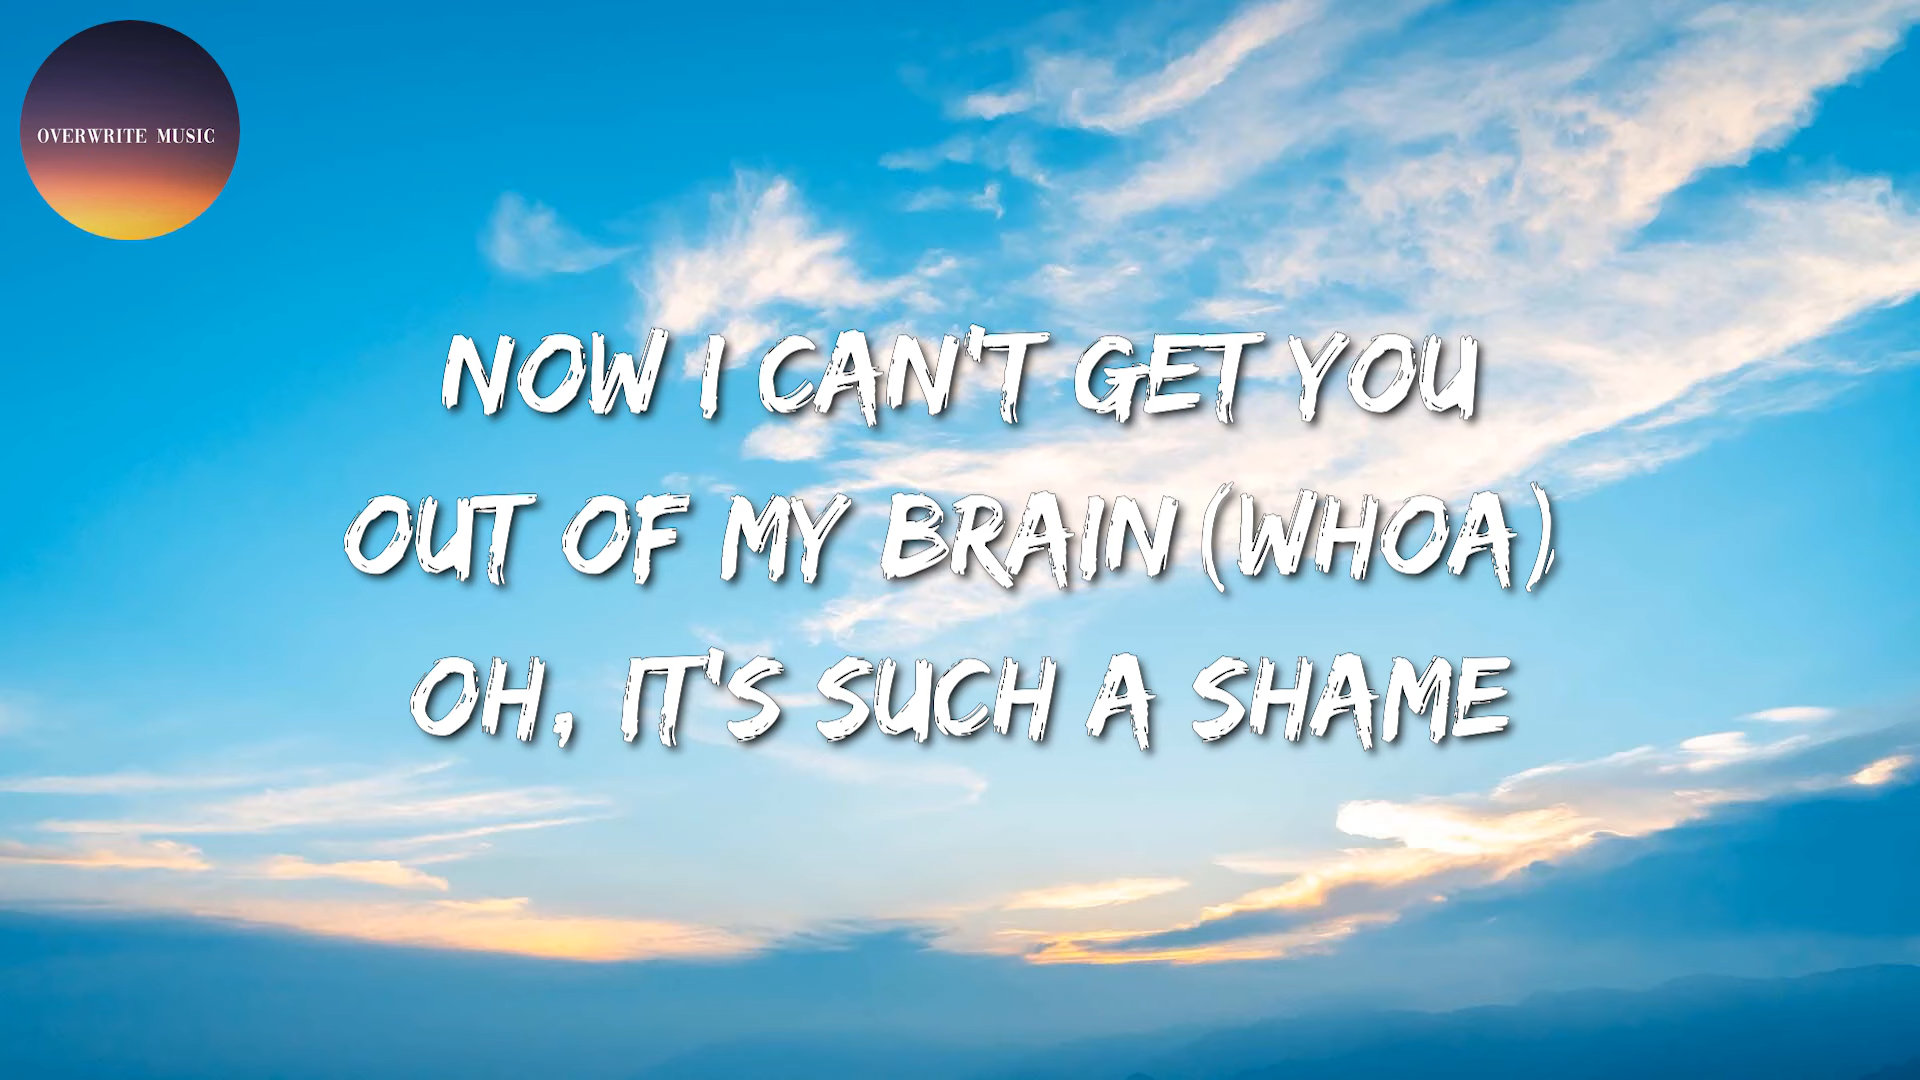 OVERWRITE MUSIC
NOW I CAN'T GET YOU
OUT OF MY BRAIN (WHOA)
OH, IT'S SUCH A SHAME